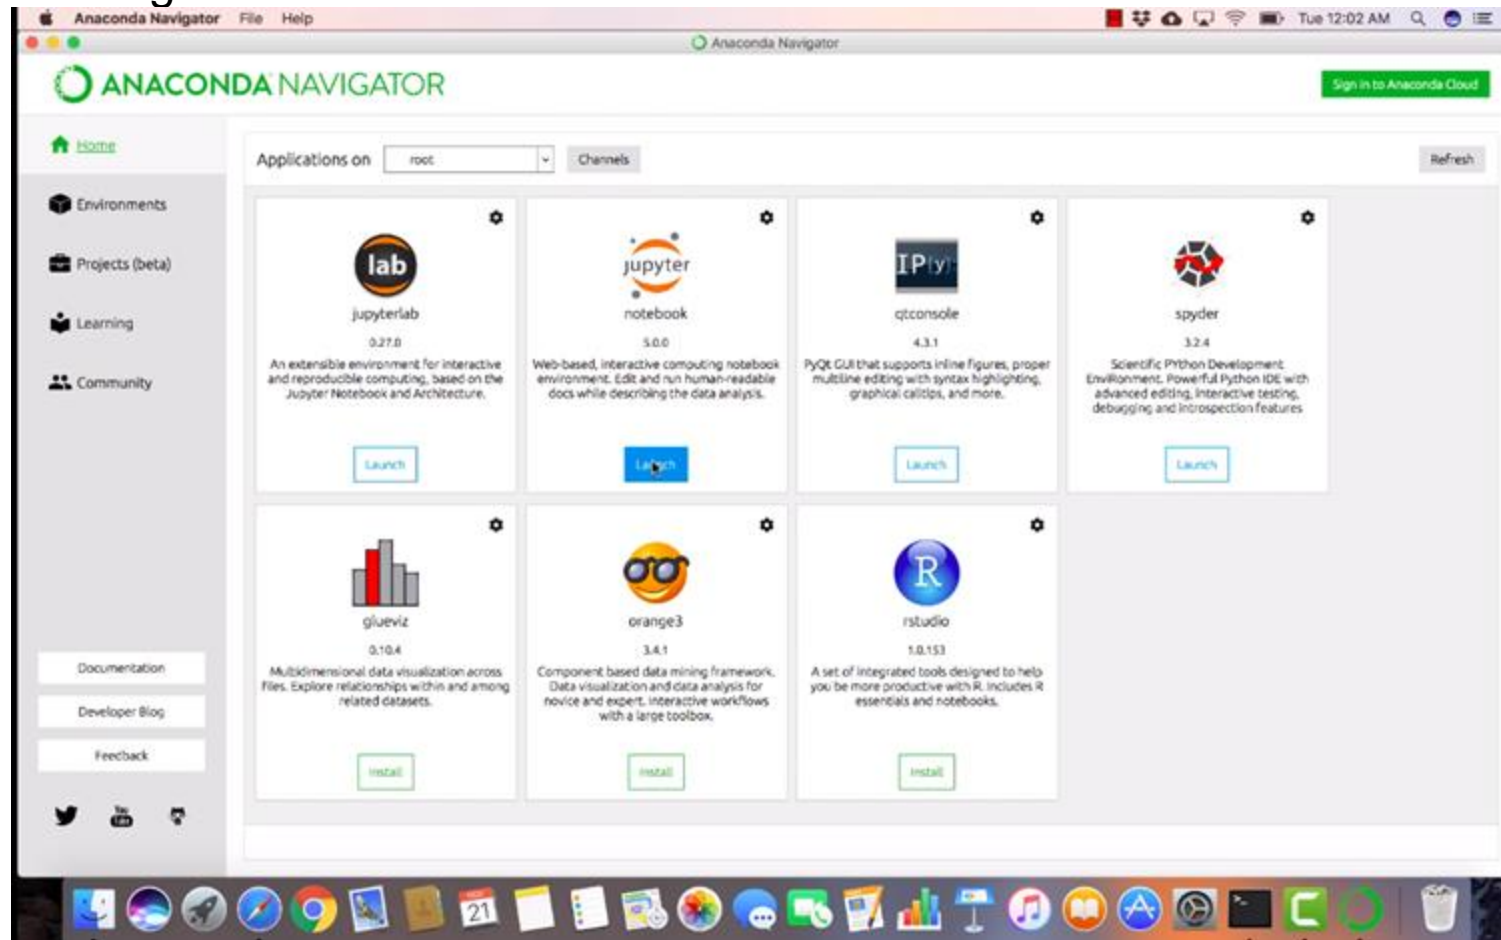 Anaconda Navigator File Help
Tue 12:02 AM
Anaconda Navigator
ANACONDA NAVIGATOR
Sign in to Anaconda Cloud
Home
Environments
Projects (beta)
Learning
Community
Documentation
Developer Blog
Feedback
You
Tube
Applications on root Channels Refresh
lab
jupyterlab
0.27.0
An extensible environment for interactive
and reproducible computing, based on the
Jupyter Notebook and Architecture.
Launch
jupyter
notebook
5.0.0
Web-based, interactive computing notebook
environment. Edit and run human-readable
docs while describing the data analysis.
Launch
IP[y]:
qtconsole
4.3.1
PyQt GUI that supports inline figures, proper
multiline editing with syntax highlighting,
graphical calltips, and more.
Launch
spyder
3.2.4
Scientific PYthon Development
EnviRonment. Powerful Python IDE with
advanced editing, interactive testing,
debugging and introspection features
Launch
glueviz
0.10.4
Multidimensional data visualization across
files. Explore relationships within and among
related datasets.
Install
orange3
3.4.1
Component based data mining framework.
Data visualization and data analysis for
novice and expert. Interactive workflows
with a large toolbox.
Install
R
rstudio
1.0.153
A set of integrated tools designed to help
you be more productive with R. Includes R
essentials and notebooks.
Install
NOV
21